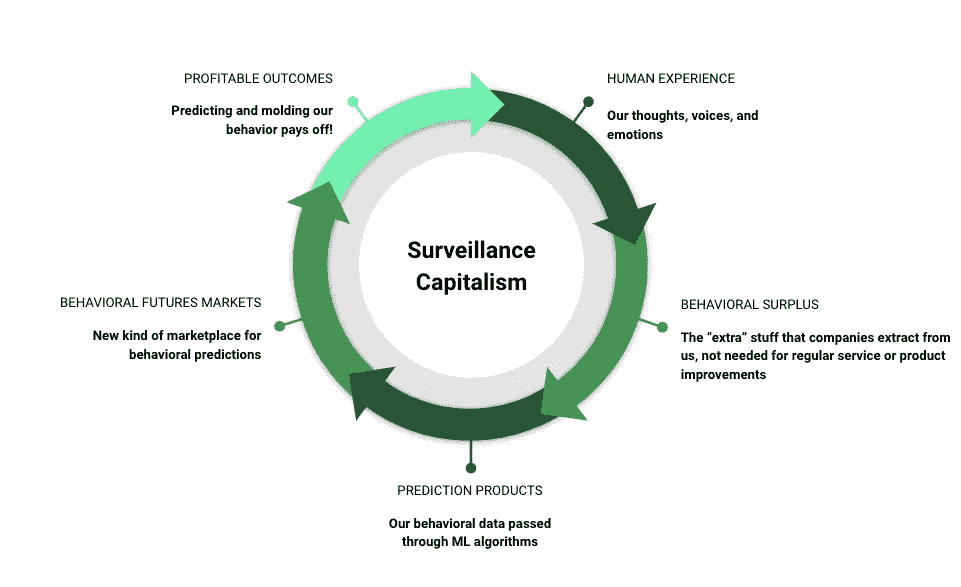 PROFITABLE OUTCOMES
Predicting and molding our
behavior pays off!
HUMAN EXPERIENCE
Our thoughts, voices, and
emotions
Surveillance
Capitalism
BEHAVIORAL FUTURES MARKETS
New kind of marketplace for
behavioral predictions
BEHAVIORAL SURPLUS
The “extra” stuff that companies extract from
us, not needed for regular service or product
improvements
PREDICTION PRODUCTS
Our behavioral data passed
through ML algorithms